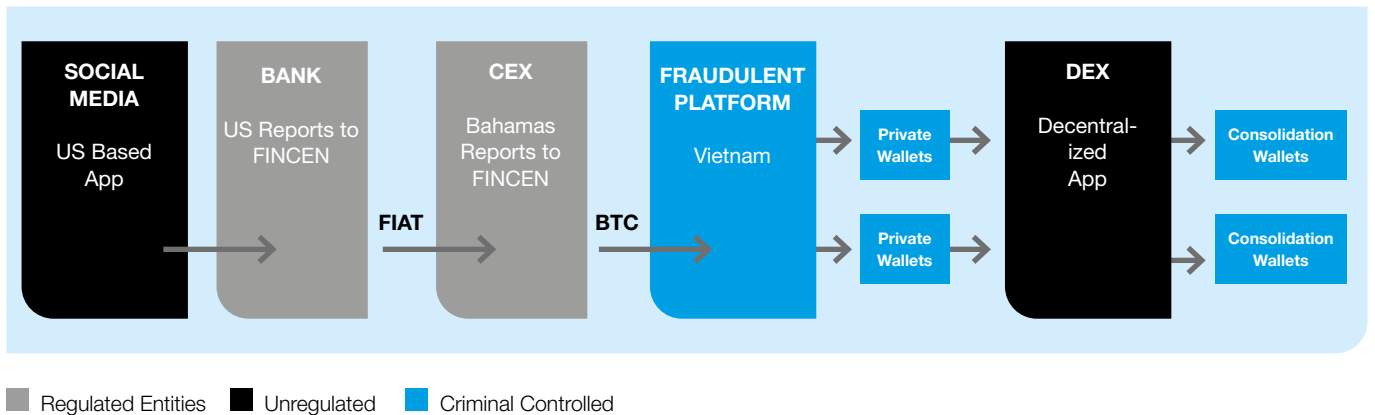 SOCIAL
MEDIA
US Based
App
BANK
US Reports to
FINCEN
FIAT
CEX
Bahamas
Reports to
FINCEN
BTC
FRAUDULENT
PLATFORM
Vietnam
Private
Wallets
Private
Wallets
DEX
Decentral-
ized
App
Consolidation
Wallets
Consolidation
Wallets
Regulated Entities
Unregulated
Criminal Controlled